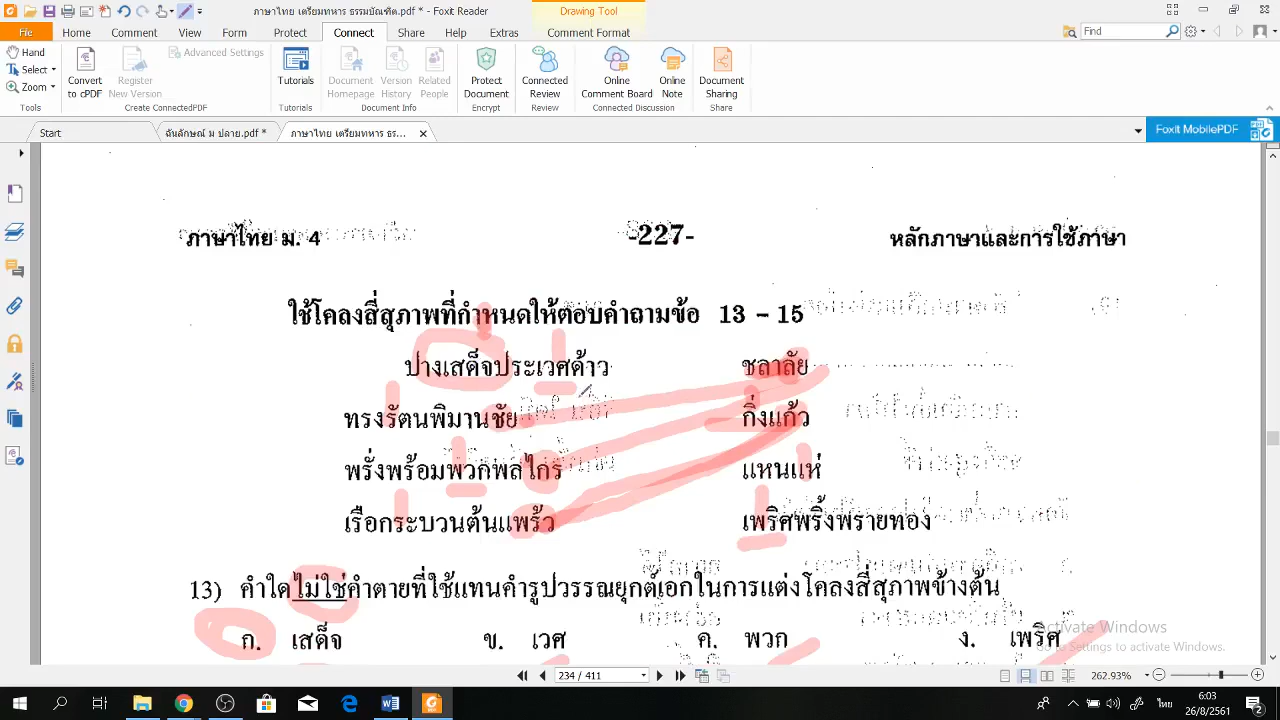 ภาษาไทย เตรียมทหาร ธรรมบัณฑิต.pdf * - Foxit Reader
Drawing Tool
File Home Comment View Form Protect Connect Share Help Extras Comment Format Find
Hand Select Zoom Tools
Convert to cPDF Register New Version Advanced Settings Create ConnectedPDF
Tutorials Tutorials
Document Homepage Version History Related People Document Info
Protect Document Encrypt
Connected Review Review
Online Comment Board Online Note Connected Discussion
Document Sharing Share
Start ฉันลักษณ์ ม ปลาย.pdf * ภาษาไทย เตรียมทหาร ธร... Foxit MobilePDF
ภาษาไทย ม. 4 -227- หลักภาษาและการใช้ภาษา
ใช้โคลงสี่สุภาพที่กำหนดให้ตอบคำถามข้อ 13 – 15
ปางเสด็จประเวศด้าว ชลาลัย
ทรงรัตนพิมานชัย กิ่งแก้ว
พรั่งพร้อมพวกพลไกร แหนแห่
เรือกระบวนต้นแพร้ว เพริศพริ้งพรายทอง
13) คำใดไม่ใช่คำตายที่ใช้แทนคำรูปวรรณยุกต์เอกในการแต่งโคลงสี่สุภาพข้างต้น
ก. เสด็จ ข. เวศ ค. พวก ง. เพริศ
Activate Windows
Go to Settings to activate Windows.
234 / 411 262.93%
ไทย 6:03
26/8/2561 2